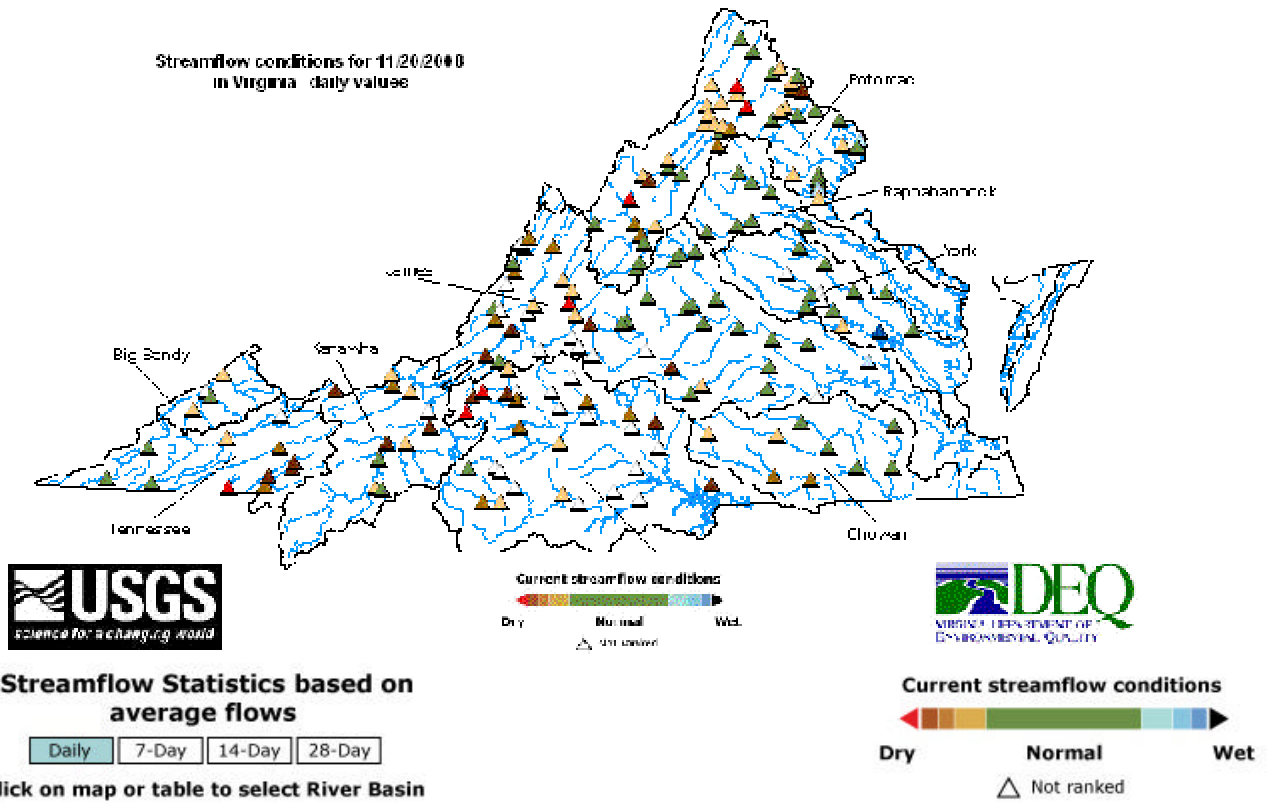 Streamflow conditions for 11/20/2008
in Virginia daily values
Potomac
Rappahannock
York
James
Kanawha
Big Sandy
Tennessee
Chowan
USGS
science for a changing world
Current streamflow conditions
Dry Normal Wet
Not ranked
DEQ
VIRGINIA DEPARTMENT OF
ENVIRONMENTAL QUALITY
Streamflow Statistics based on
average flows
Daily 7-Day 14-Day 28-Day
lick on map or table to select River Basin
Current streamflow conditions
Dry Normal Wet
Not ranked